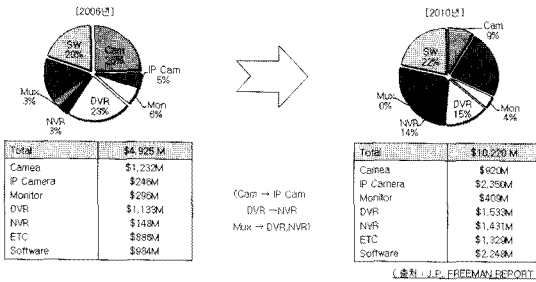 [2006년]
SW
20%
Cam
25%
IP Cam
5%
Mon
6%
DVR
23%
NVR
3%
Mux
3%
Total $4,925 M
Camea $1,232M
IP Camera $246M
Monitor $296M
DVR $1,133M
NVR $148M
ETC $886M
Software $984M
(Cam → IP Cam
DVR →NVR
Mux → DVR,NVR)
[2010년]
SW
22%
Cam
9%
Mon
4%
DVR
15%
NVR
14%
Mux
0%
Total $10,220 M
Camea $920M
IP Camera $2,350M
Monitor $409M
DVR $1,533M
NVR $1,431M
ETC $1,329M
Software $2,248M
( 출처 : J.P. FREEMAN REPORT